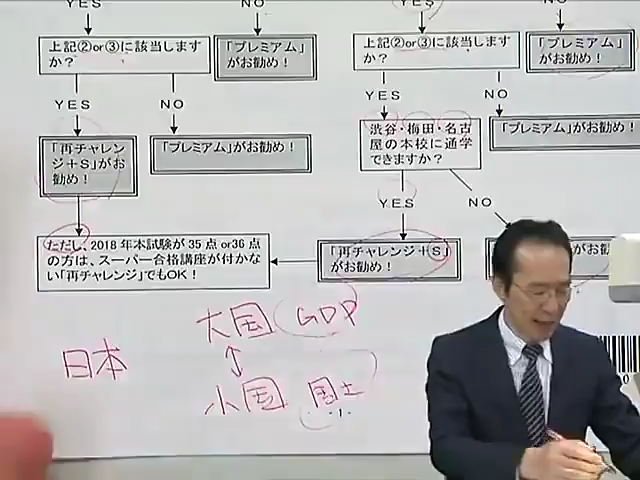 YES
NO
YES
NO
上記②or③に該当します
か?
「プレミアム」
がお勧め!
上記②or③に該当します
か?
「プレミアム」
がお勧め!
YES
NO
YES
NO
「再チャレン
ジ+S」がお
勧め!
「プレミアム」がお勧め!
渋谷・梅田・名古
屋の本校に通学
できますか?
「プレミアム」がお勧め!
YES
NO
ただし、2018年本試験が35点or36点
の方は、スーパー合格講座が付かな
い「再チャレンジ」でもOK!
「再チャレンジ+S」
がお勧め!
がお勧
大国 GDP
日本
小国 国土
0